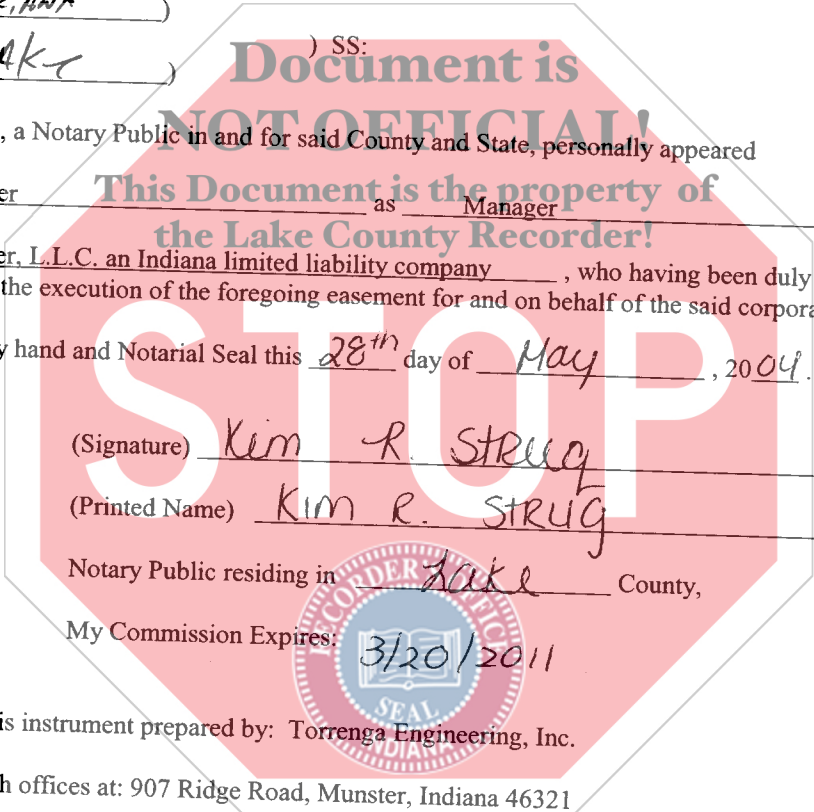 )
) SS:
)
Document is
NOT OFFICIAL!
This Document is the property of
the Lake County Recorder!
STOP
, a Notary Public in and for said County and State, personally appeared
er as Manager
er, L.L.C. an Indiana limited liability company , who having been duly
the execution of the foregoing easement for and on behalf of the said corpora
y hand and Notarial Seal this 28th day of May , 2004.
(Signature) Kim R. Strug
(Printed Name) Kim R. STRUG
Notary Public residing in Lake County,
My Commission Expires: 3/20/2011
RECORDER OFFIC
SEAL
INDIANA
is instrument prepared by: Torrenga Engineering, Inc.
h offices at: 907 Ridge Road, Munster, Indiana 46321